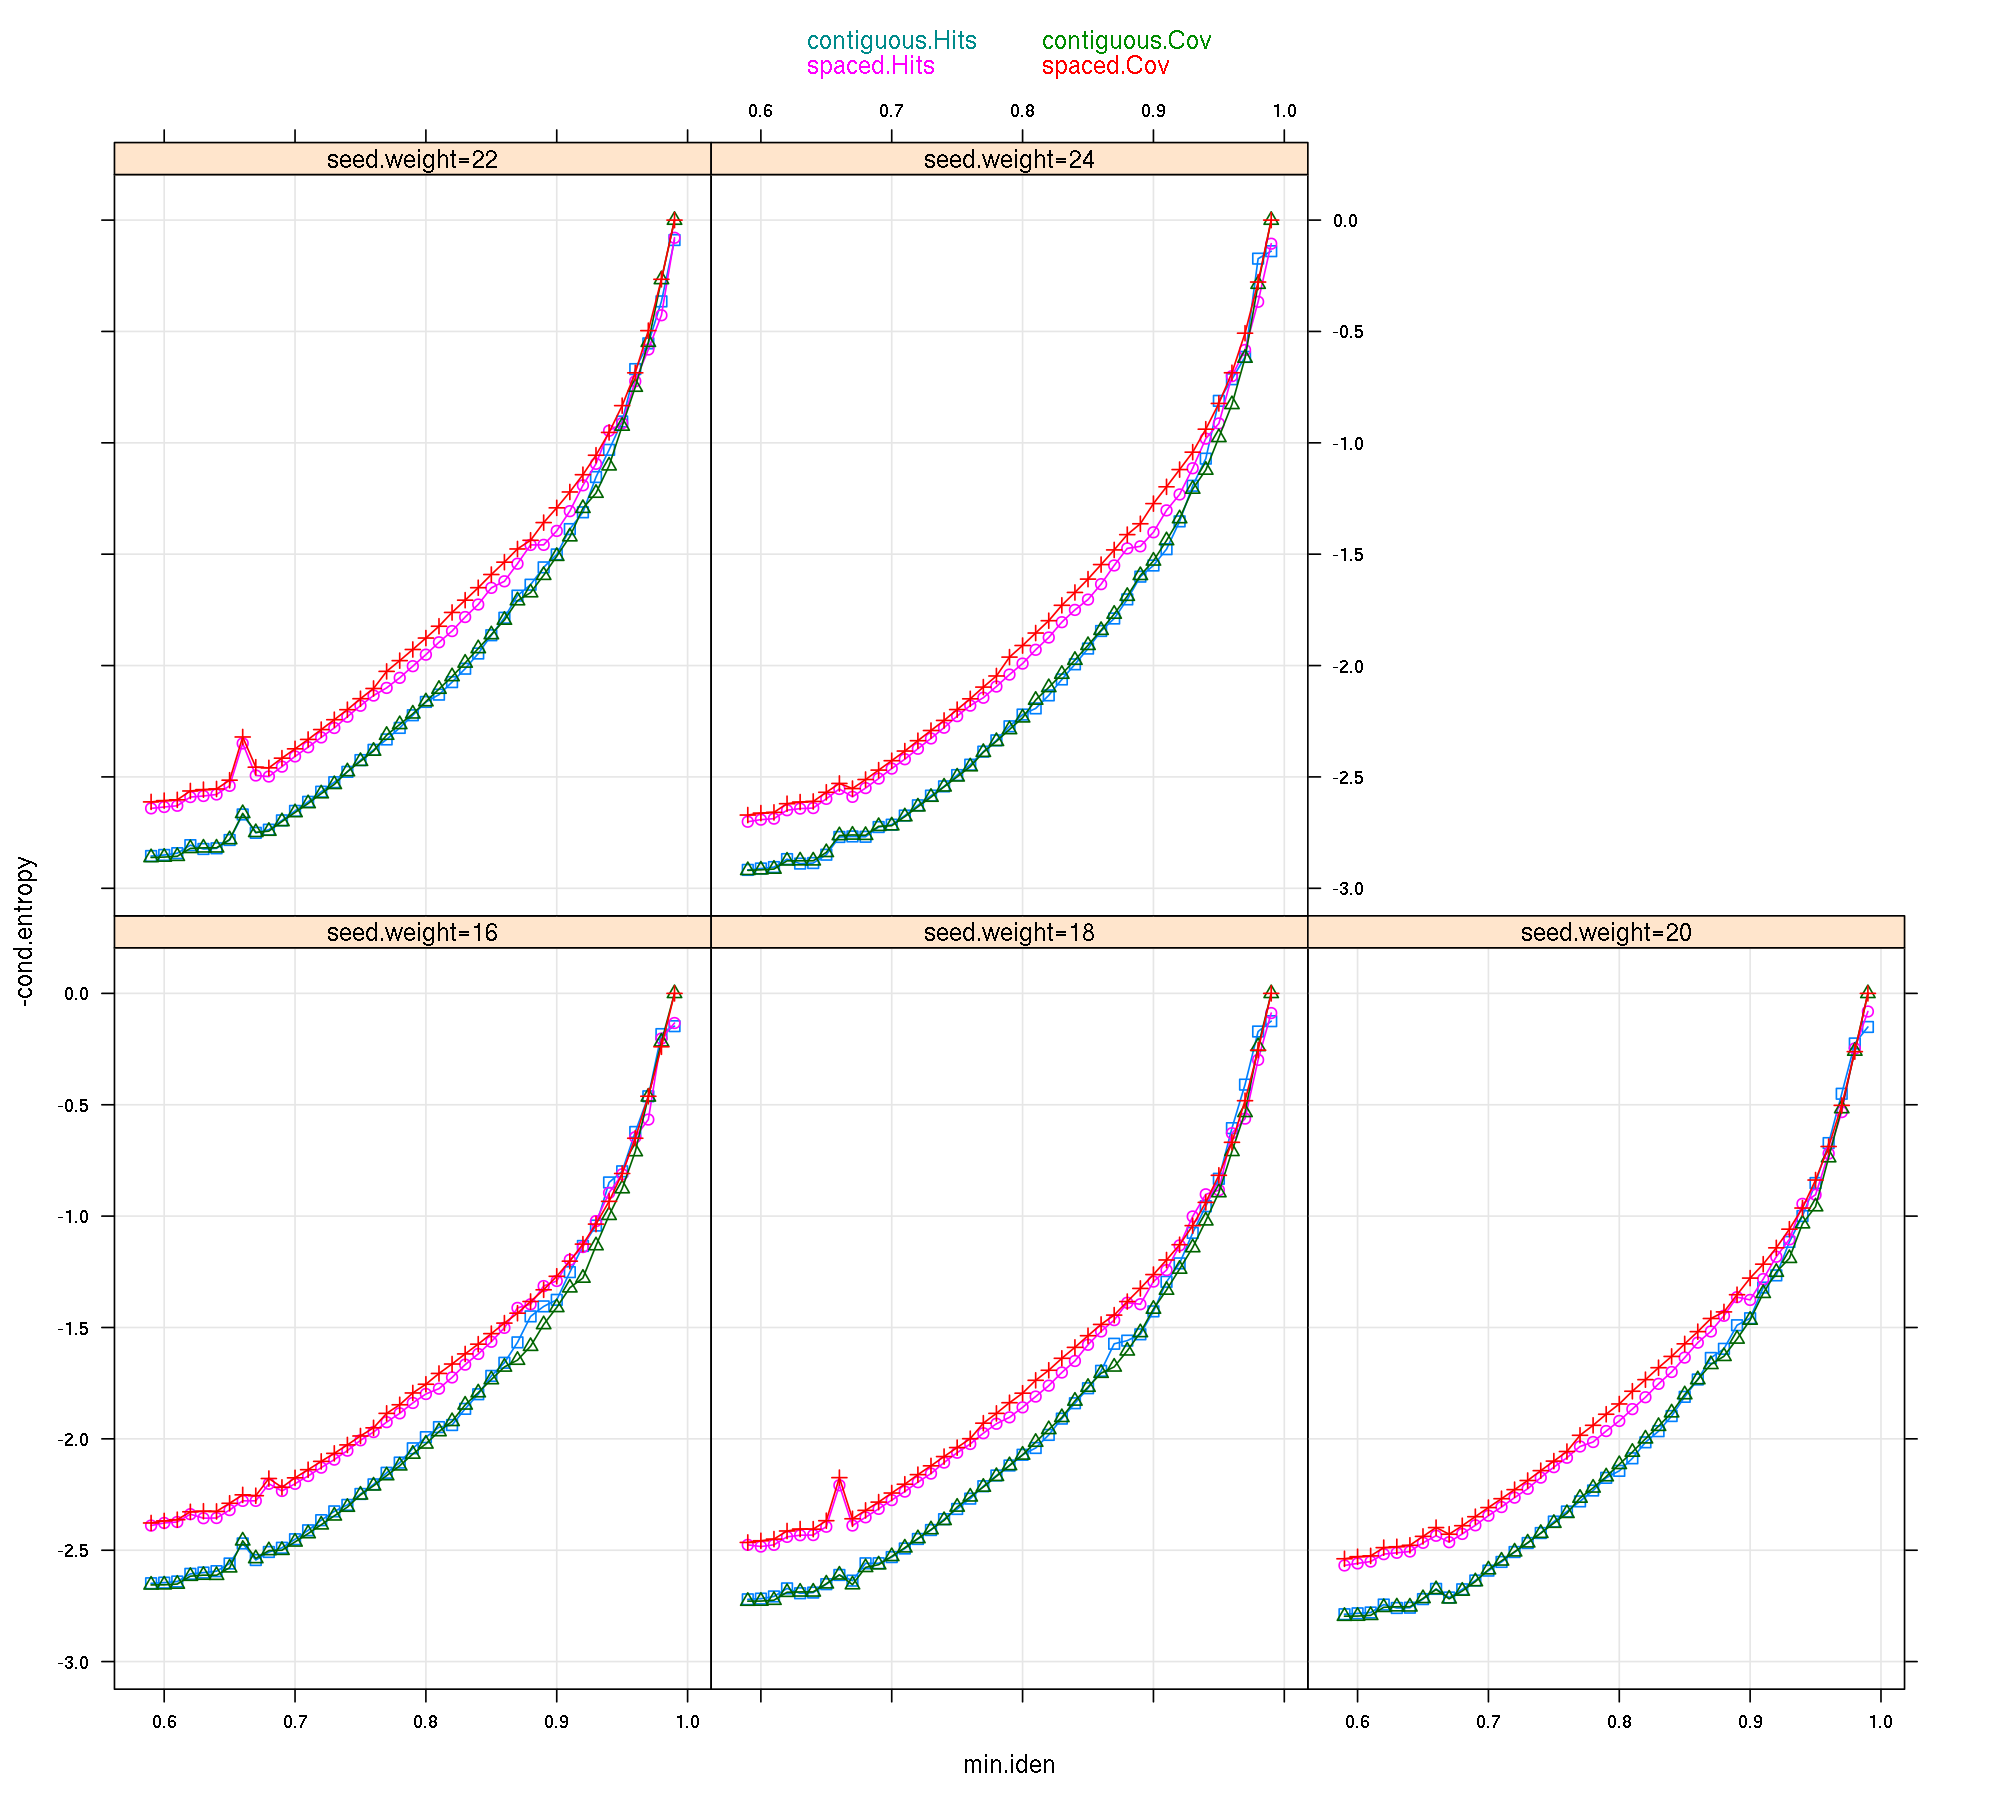 contiguous.Hits contiguous.Cov
spaced.Hits spaced.Cov
0.6 0.7 0.8 0.9 1.0
seed.weight=22 seed.weight=24
0.0
-0.5
-1.0
-1.5
-2.0
-2.5
-3.0
-cond.entropy
seed.weight=16 seed.weight=18 seed.weight=20
0.0
-0.5
-1.0
-1.5
-2.0
-2.5
-3.0
0.6 0.7 0.8 0.9 1.0 0.6 0.7 0.8 0.9 1.0
min.iden